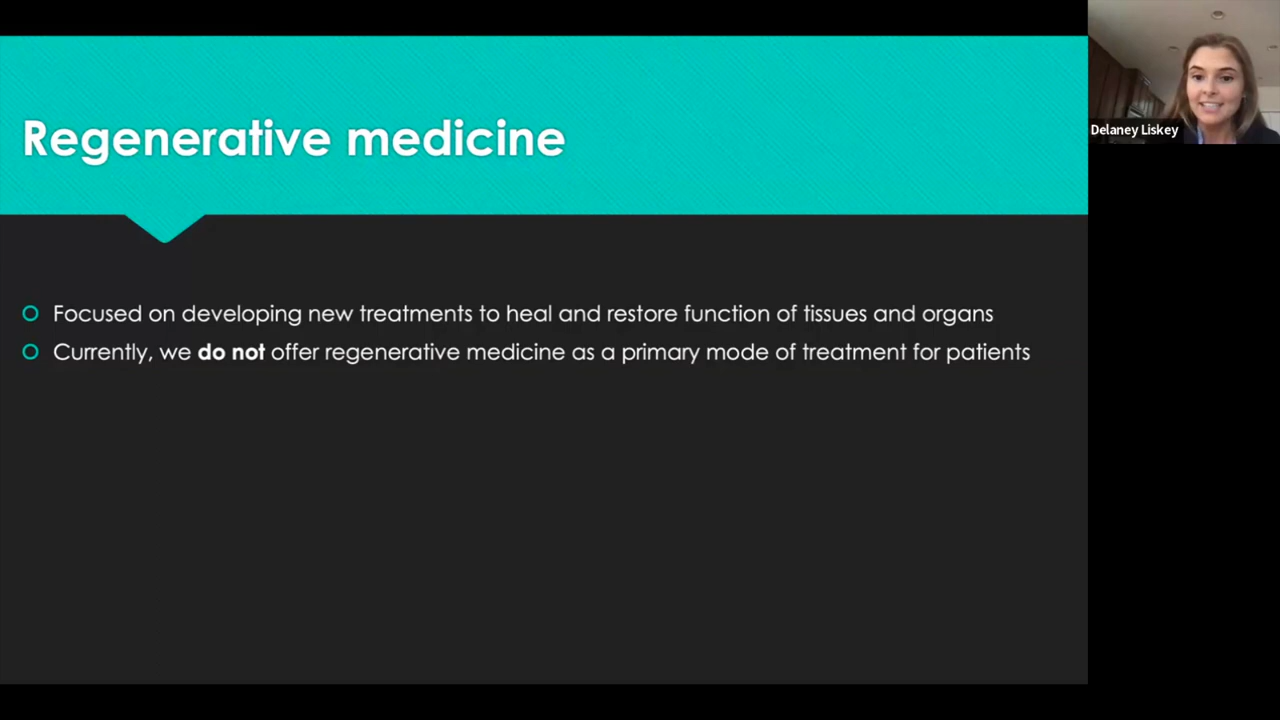 Regenerative medicine
Focused on developing new treatments to heal and restore function of tissues and organs
Currently, we do not offer regenerative medicine as a primary mode of treatment for patients
Delaney Liskey